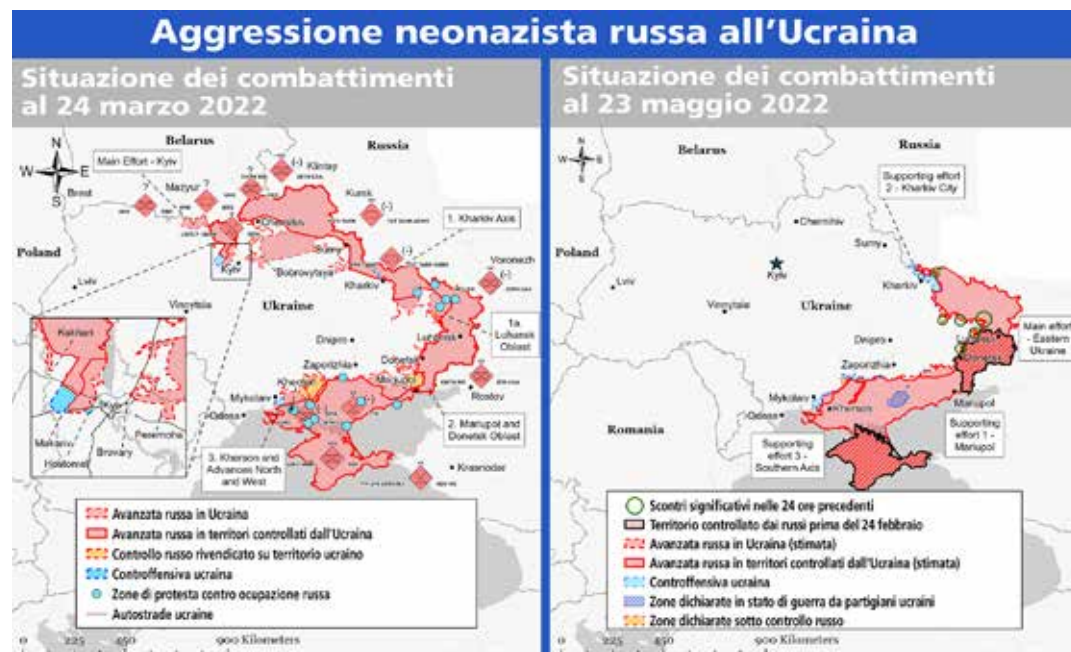 Aggressione neonazista russa all'Ucraina
Situazione dei combattimenti
al 24 marzo 2022
N
W
E
S
Belarus
Russia
Main Effort - Kyiv
Mazyur
?
?
(-)
Klintsy
Brest
Kursk
(-)
1. Kharkiv Axis
Chernihiv
Poland
Sumy
Voronezh
(-)
(-)
Kyiv
Bobrovytsya
Kharkiv
Lviv
Vinnytsia
Ukraine
1a.
Luhansk
Oblast
Luhansk
Dnipro
Donetsk
Zaporizhia
Kherson
Mariupol
Rostov
Mykolaiv
Odesa
(-)
2. Mariupol and
Donetsk Oblast
3. Kherson and
Advances North
and West
Krasnodar
Kyiv
Makariv
Peremoha
Hostomel
Brovary
Avanzata russa in Ucraina
Avanzata russa in territori controllati dall'Ucraina
Controllo russo rivendicato su territorio ucraino
Controffensiva ucraina
Zone di protesta contro ocupazione russa
Autostrade ucraine
0 225 450 900 Kilometers
Situazione dei combattimenti
al 23 maggio 2022
N
W
E
S
Belarus
Russia
Supporting effort
2 - Kharkiv City
Chernihiv
Poland
Sumy
Kyiv
Lviv
Kharkiv
Vinnytsia
Ukraine
Main effort
- Eastern
Ukraine
Dnipro
Donetsk
Zaporizhia
Mykolaiv
Mariupol
Odesa
Kherson
Romania
Supporting
effort 1 -
Mariupol
Supporting
effort 3 -
Southern Axis
Scontri significativi nelle 24 ore precedenti
Territorio controllato dai russi prima del 24 febbraio
Avanzata russa in Ucraina (stimata)
Avanzata russa in territori controllati dall'Ucraina (stimata)
Controffensiva ucraina
Zone dichiarate in stato di guerra da partigiani ucraini
Zone dichiarate sotto controllo russo
0 225 450 900 Kilometers